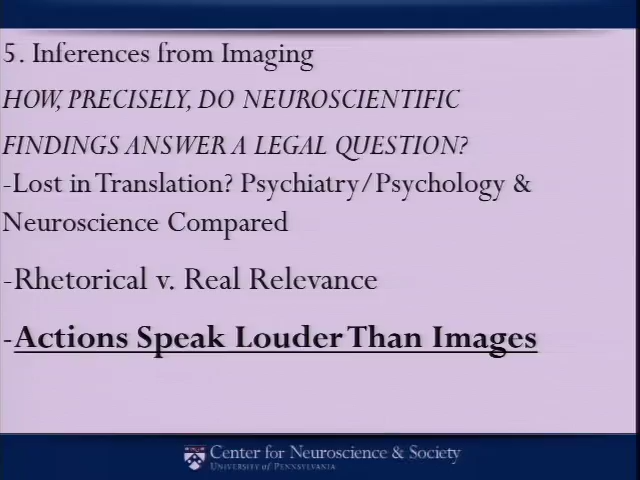 5. Inferences from Imaging
HOW, PRECISELY, DO NEUROSCIENTIFIC
FINDINGS ANSWER A LEGAL QUESTION?
-Lost in Translation? Psychiatry/Psychology &
Neuroscience Compared
-Rhetorical v. Real Relevance
-Actions Speak Louder Than Images
Center for Neuroscience & Society
UNIVERSITY of PENNSYLVANIA